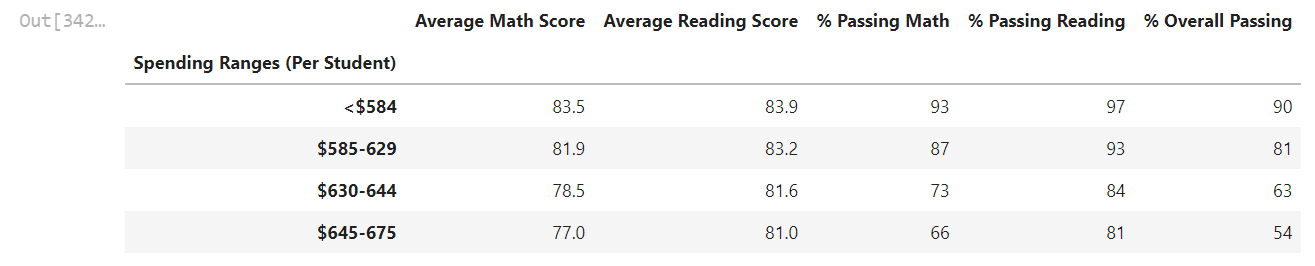 Out[342... Average Math Score Average Reading Score % Passing Math % Passing Reading % Overall Passing
Spending Ranges (Per Student)
<$584 83.5 83.9 93 97 90
$585-629 81.9 83.2 87 93 81
$630-644 78.5 81.6 73 84 63
$645-675 77.0 81.0 66 81 54